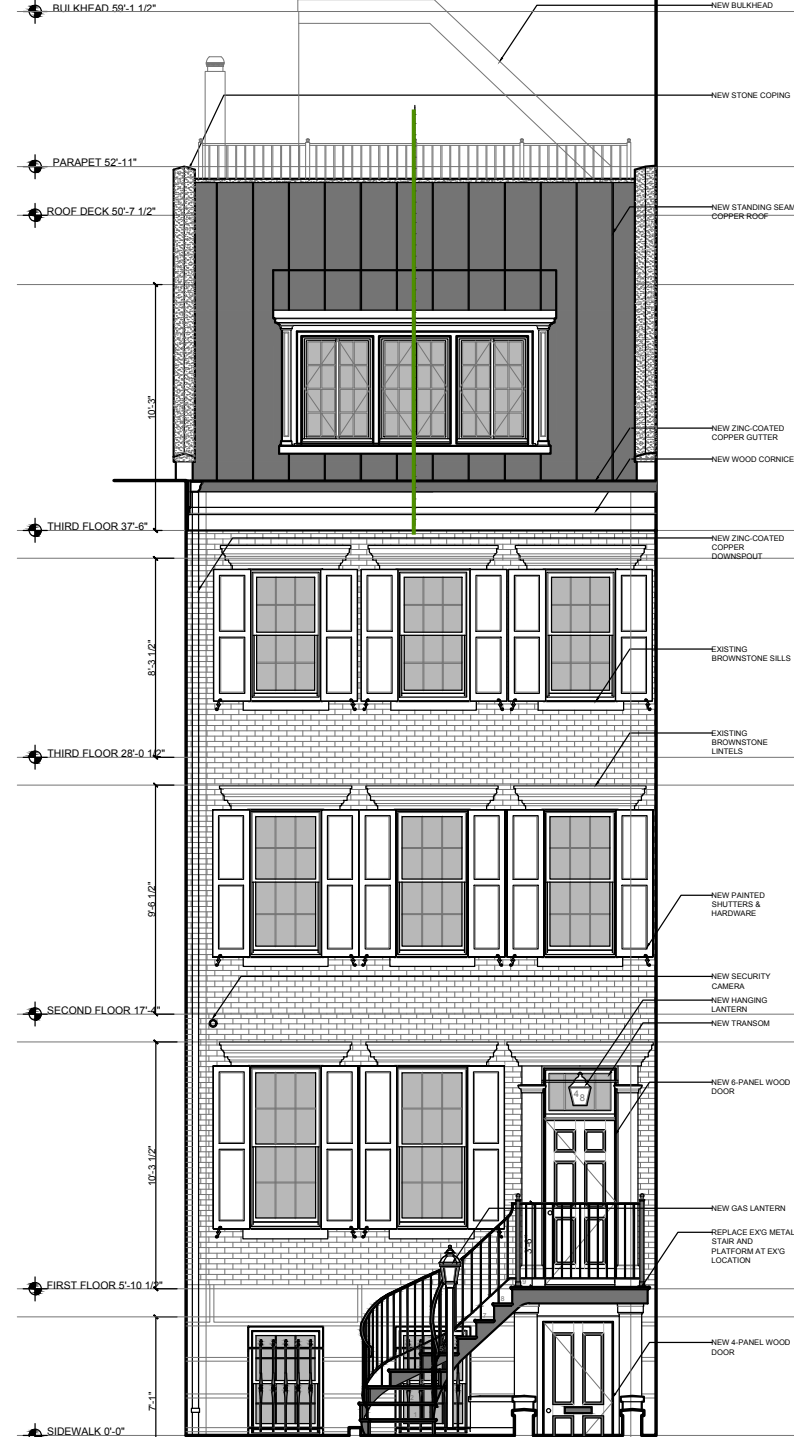 BULKHEAD 59'-1 1/2"
NEW BULKHEAD
NEW STONE COPING
PARAPET 52'-11"
ROOF DECK 50'-7 1/2"
NEW STANDING SEAM
COPPER ROOF
10'-3"
NEW ZINC-COATED
COPPER GUTTER
NEW WOOD CORNICE
THIRD FLOOR 37'-6"
NEW ZINC-COATED
COPPER
DOWNSPOUT
8'-3 1/2"
EXISTING
BROWNSTONE SILLS
EXISTING
BROWNSTONE
LINTELS
THIRD FLOOR 28'-0 1/2"
9'-6 1/2"
NEW PAINTED
SHUTTERS &
HARDWARE
NEW SECURITY
CAMERA
NEW HANGING
LANTERN
SECOND FLOOR 17'-4"
NEW TRANSOM
48
NEW 6-PANEL WOOD
DOOR
10'-3 1/2"
NEW GAS LANTERN
REPLACE EX'G METAL
STAIR AND
PLATFORM AT EX'G
LOCATION
FIRST FLOOR 5'-10 1/2"
NEW 4-PANEL WOOD
DOOR
7'-1"
SIDEWALK 0'-0"